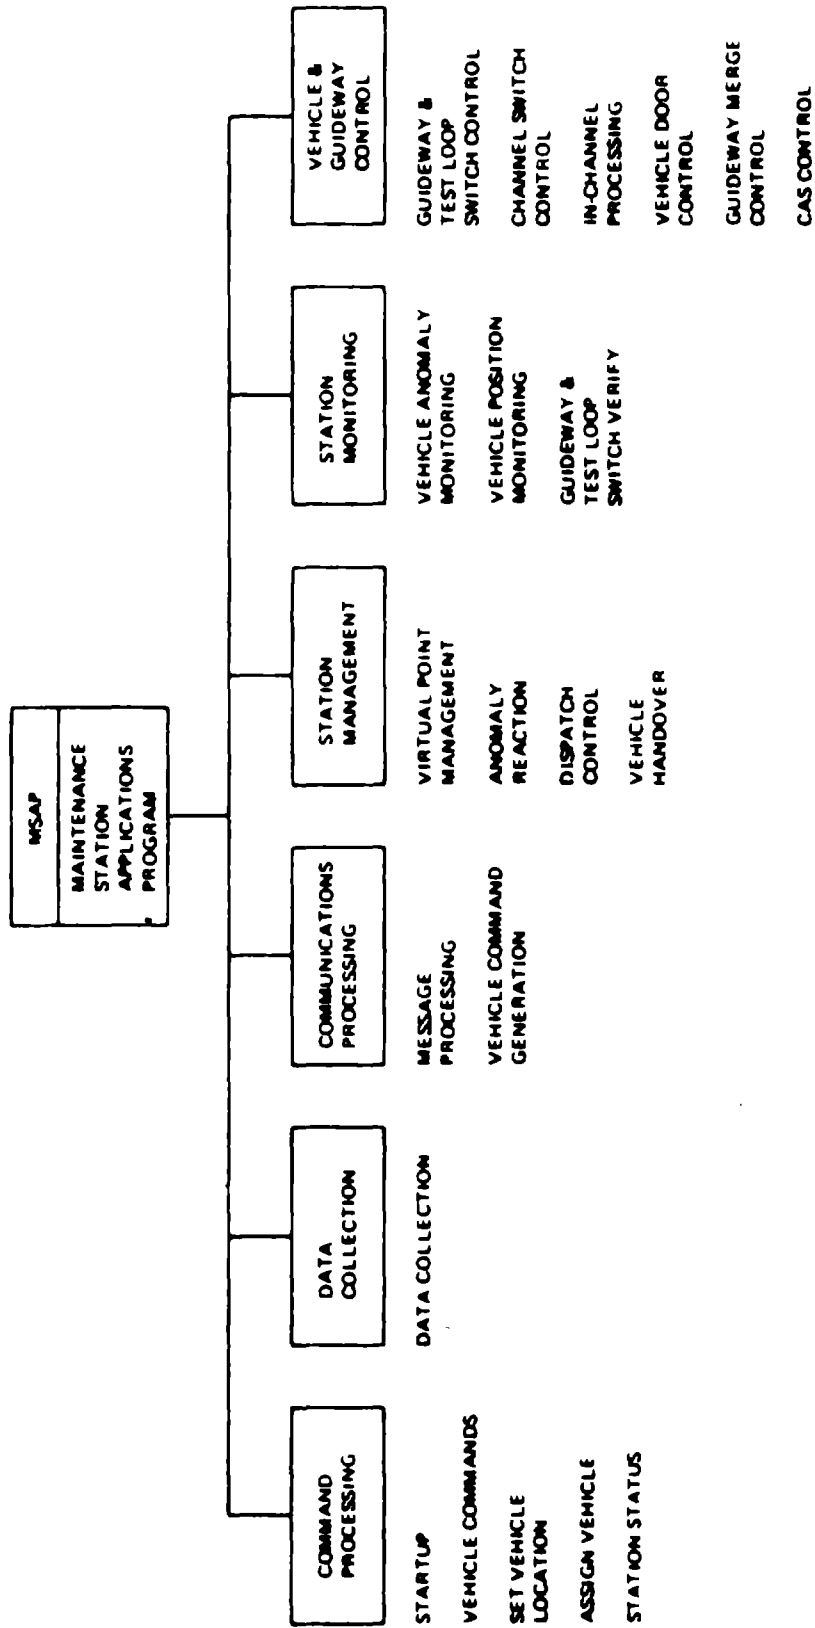 MSAP
MAINTENANCE
STATION
APPLICATIONS
PROGRAM
COMMAND
PROCESSING
STARTUP
VEHICLE COMMANDS
SET VEHICLE
LOCATION
ASSIGN VEHICLE
STATION STATUS
DATA
COLLECTION
DATA COLLECTION
COMMUNICATIONS
PROCESSING
MESSAGE
PROCESSING
VEHICLE COMMAND
GENERATION
STATION
MANAGEMENT
VIRTUAL POINT
MANAGEMENT
ANOMALY
REACTION
DISPATCH
CONTROL
VEHICLE
HANDOVER
STATION
MONITORING
VEHICLE ANOMALY
MONITORING
VEHICLE POSITION
MONITORING
GUIDEWAY &
TEST LOOP
SWITCH VERIFY
VEHICLE &
GUIDEWAY
CONTROL
GUIDEWAY &
TEST LOOP
SWITCH CONTROL
CHANNEL SWITCH
CONTROL
IN-CHANNEL
PROCESSING
VEHICLE DOOR
CONTROL
GUIDEWAY MERGE
CONTROL
CAS CONTROL